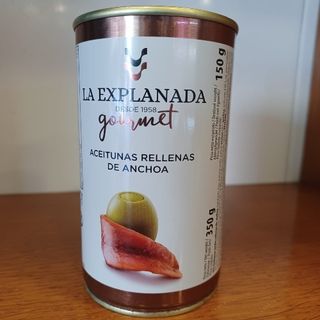 LA EXPLANADA
DESDE 1958
gourmet
ACEITUNAS RELLENAS
DE ANCHOA
150 g
350 g